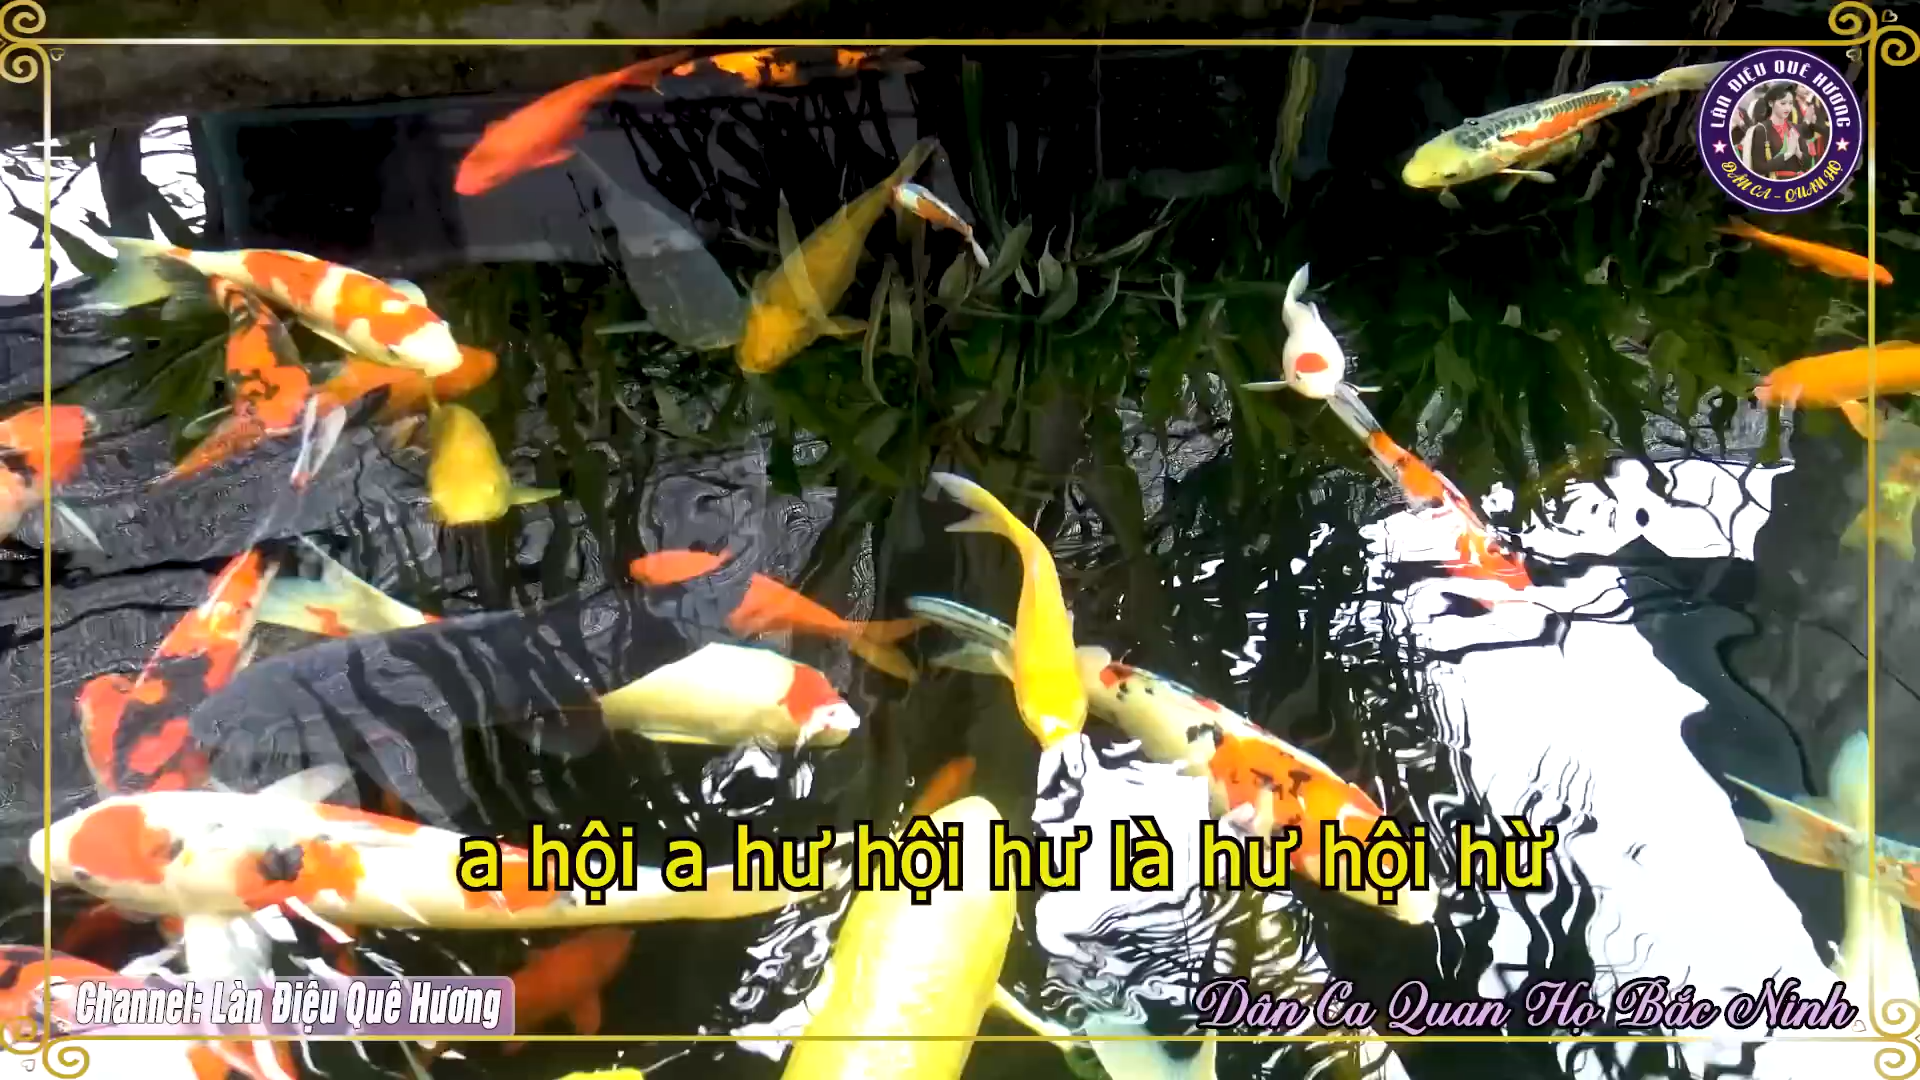 LÀN ĐIỆU QUÊ HƯƠNG
DÂN CA - QUAN HỌ
a hội a hư hội hư là hư hội hừ
Channel: Làn Điệu Quê Hương
Dân Ca Quan Họ Bắc Ninh